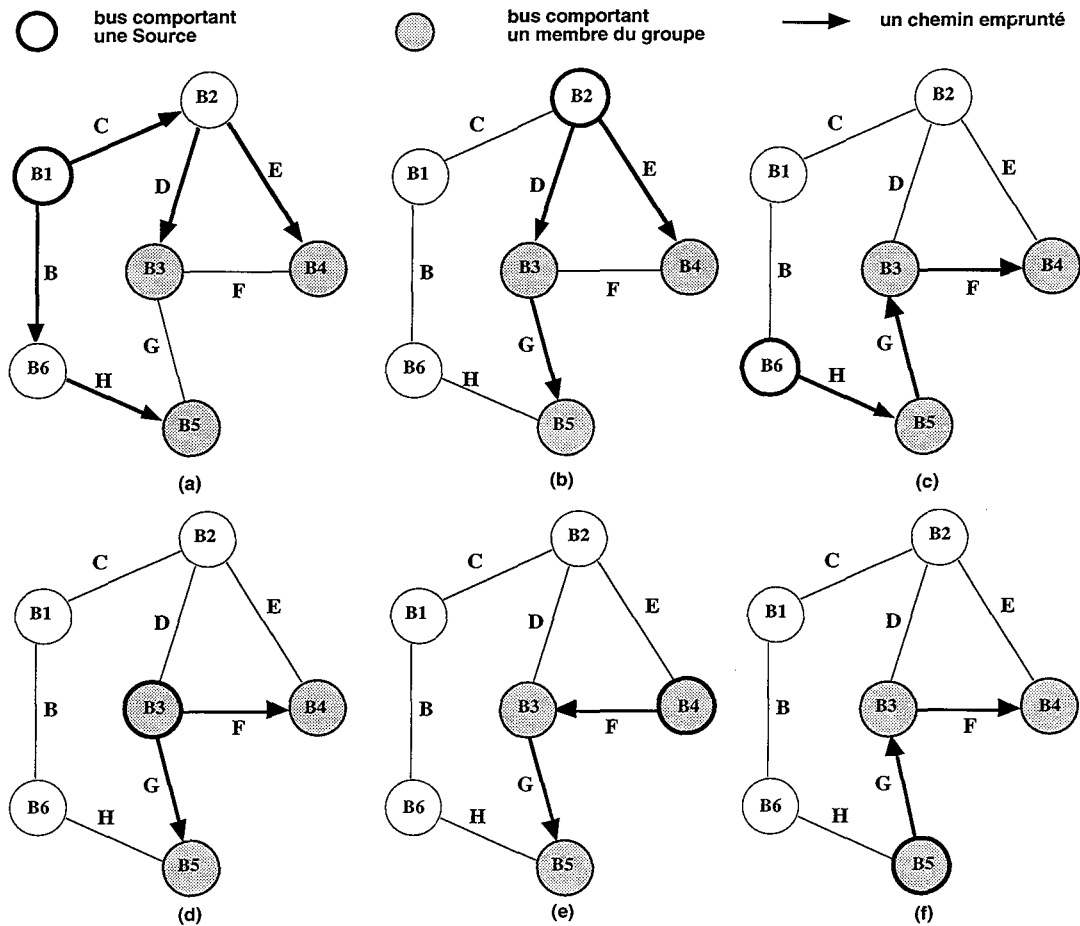 bus comportant
une Source
bus comportant
un membre du groupe
un chemin emprunté
B2
C
B1
D
E
B3
B4
B
F
G
B6
H
B5
(a)
B2
C
B1
D
E
B3
B4
B
F
G
B6
H
B5
(b)
B2
C
B1
D
E
B3
B4
B
F
G
B6
H
B5
(c)
B2
C
B1
D
E
B3
B4
B
F
G
B6
H
B5
(d)
B2
C
B1
D
E
B3
B4
B
F
G
B6
H
B5
(e)
B2
C
B1
D
E
B3
B4
B
F
G
B6
H
B5
(f)